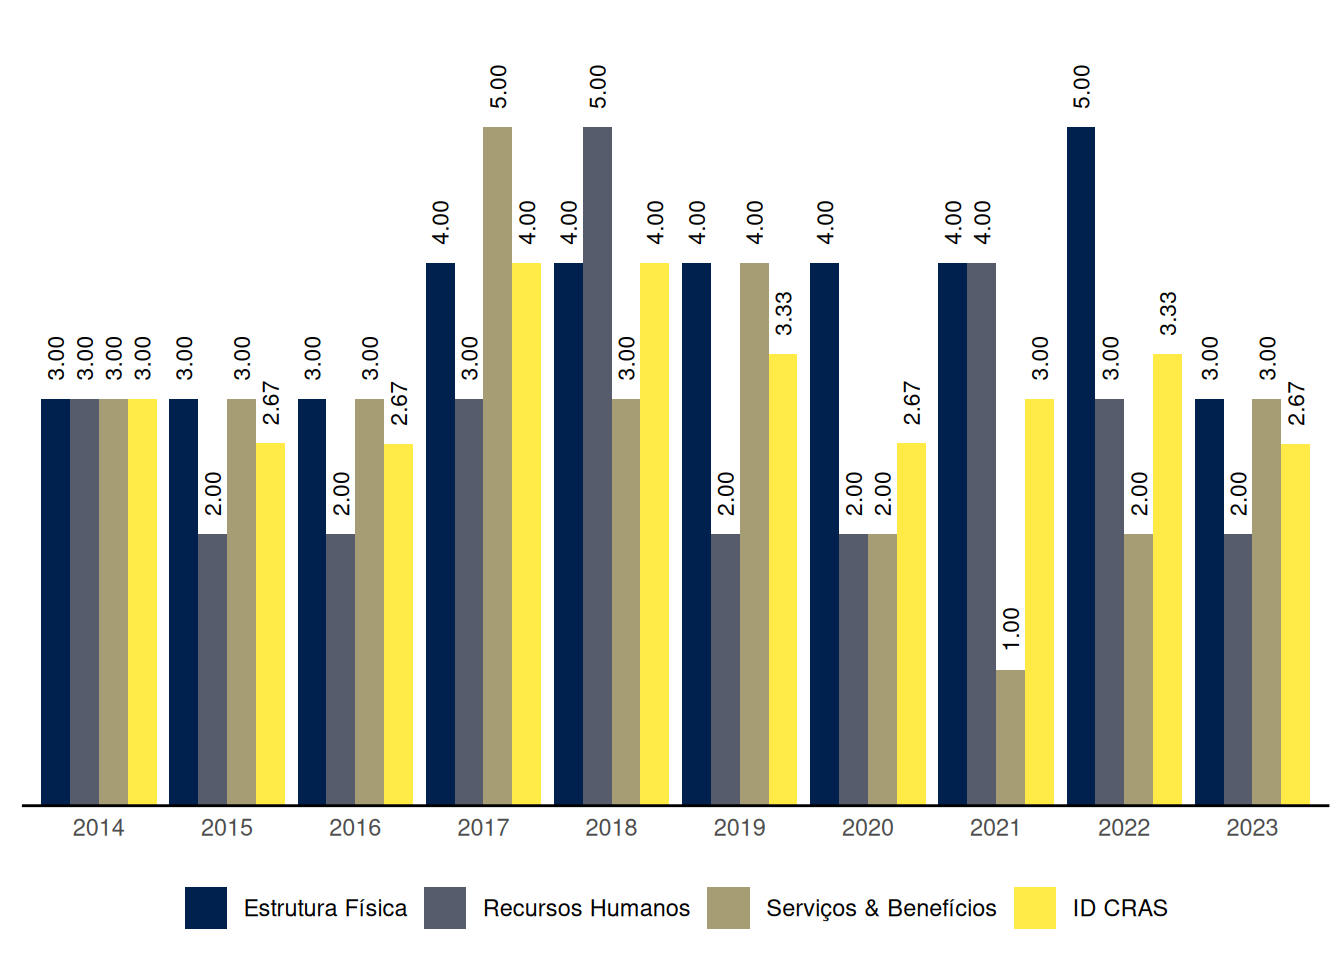 5.00 5.00 5.00
4.00 4.00 4.00 4.00 4.00 4.00 4.00 4.00 4.00
3.33 3.33
3.00 3.00 3.00 3.00 3.00 3.00 3.00 3.00 3.00 3.00 3.00 3.00 3.00 3.00
2.67 2.67 2.67 2.67
2.00 2.00 2.00 2.00 2.00 2.00 2.00
1.00
2014 2015 2016 2017 2018 2019 2020 2021 2022 2023
Estrutura Física Recursos Humanos Serviços & Benefícios ID CRAS